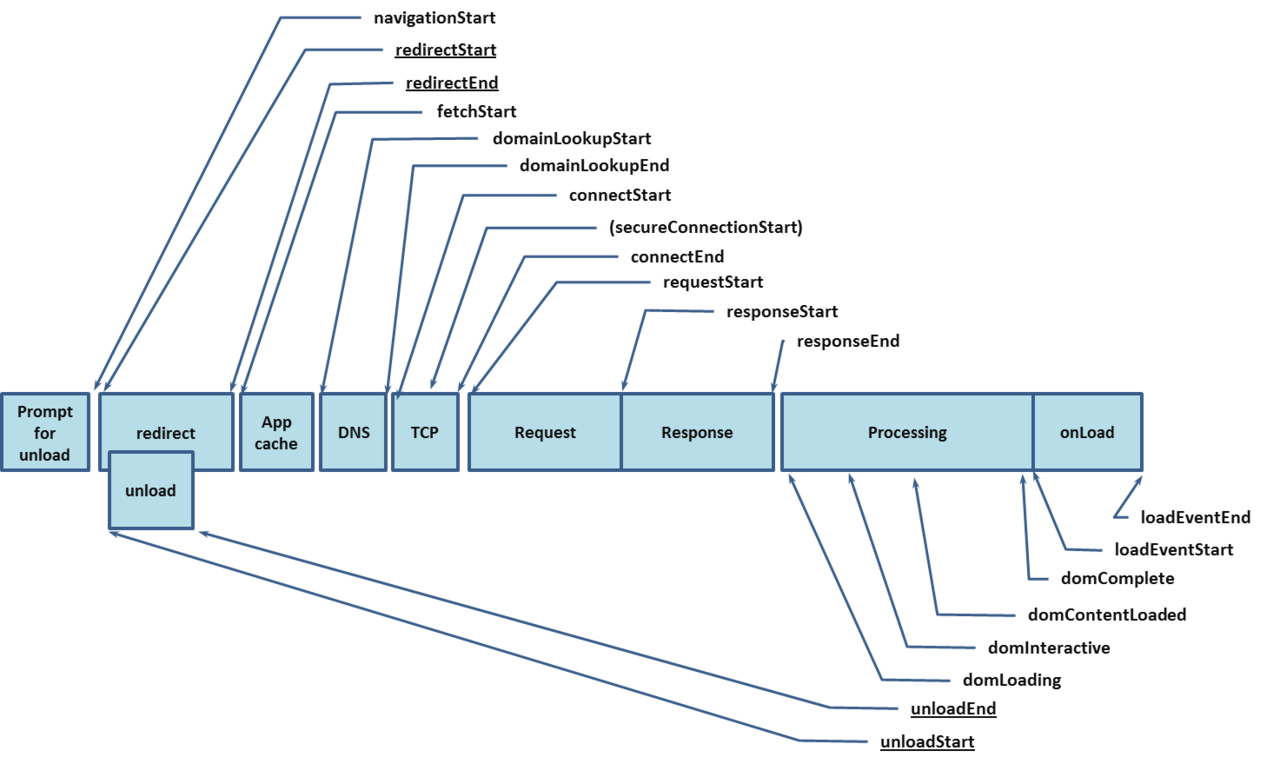 navigationStart
redirectStart
redirectEnd
fetchStart
domainLookupStart
domainLookupEnd
connectStart
(secureConnectionStart)
connectEnd
requestStart
responseStart
responseEnd
Prompt
for
unload
redirect
App
cache
DNS
TCP
Request
Response
Processing
onLoad
unload
loadEventEnd
loadEventStart
domComplete
domContentLoaded
domInteractive
domLoading
unloadEnd
unloadStart